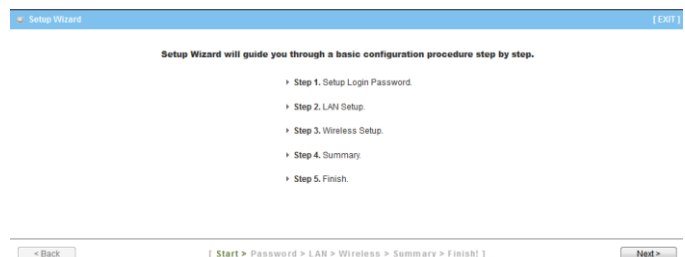 Setup Wizard [ EXIT ]
Setup Wizard will guide you through a basic configuration procedure step by step.
Step 1. Setup Login Password.
Step 2. LAN Setup.
Step 3. Wireless Setup.
Step 4. Summary.
Step 5. Finish.
< Back [ Start > Password > LAN > Wireless > Summary > Finish! ] Next >